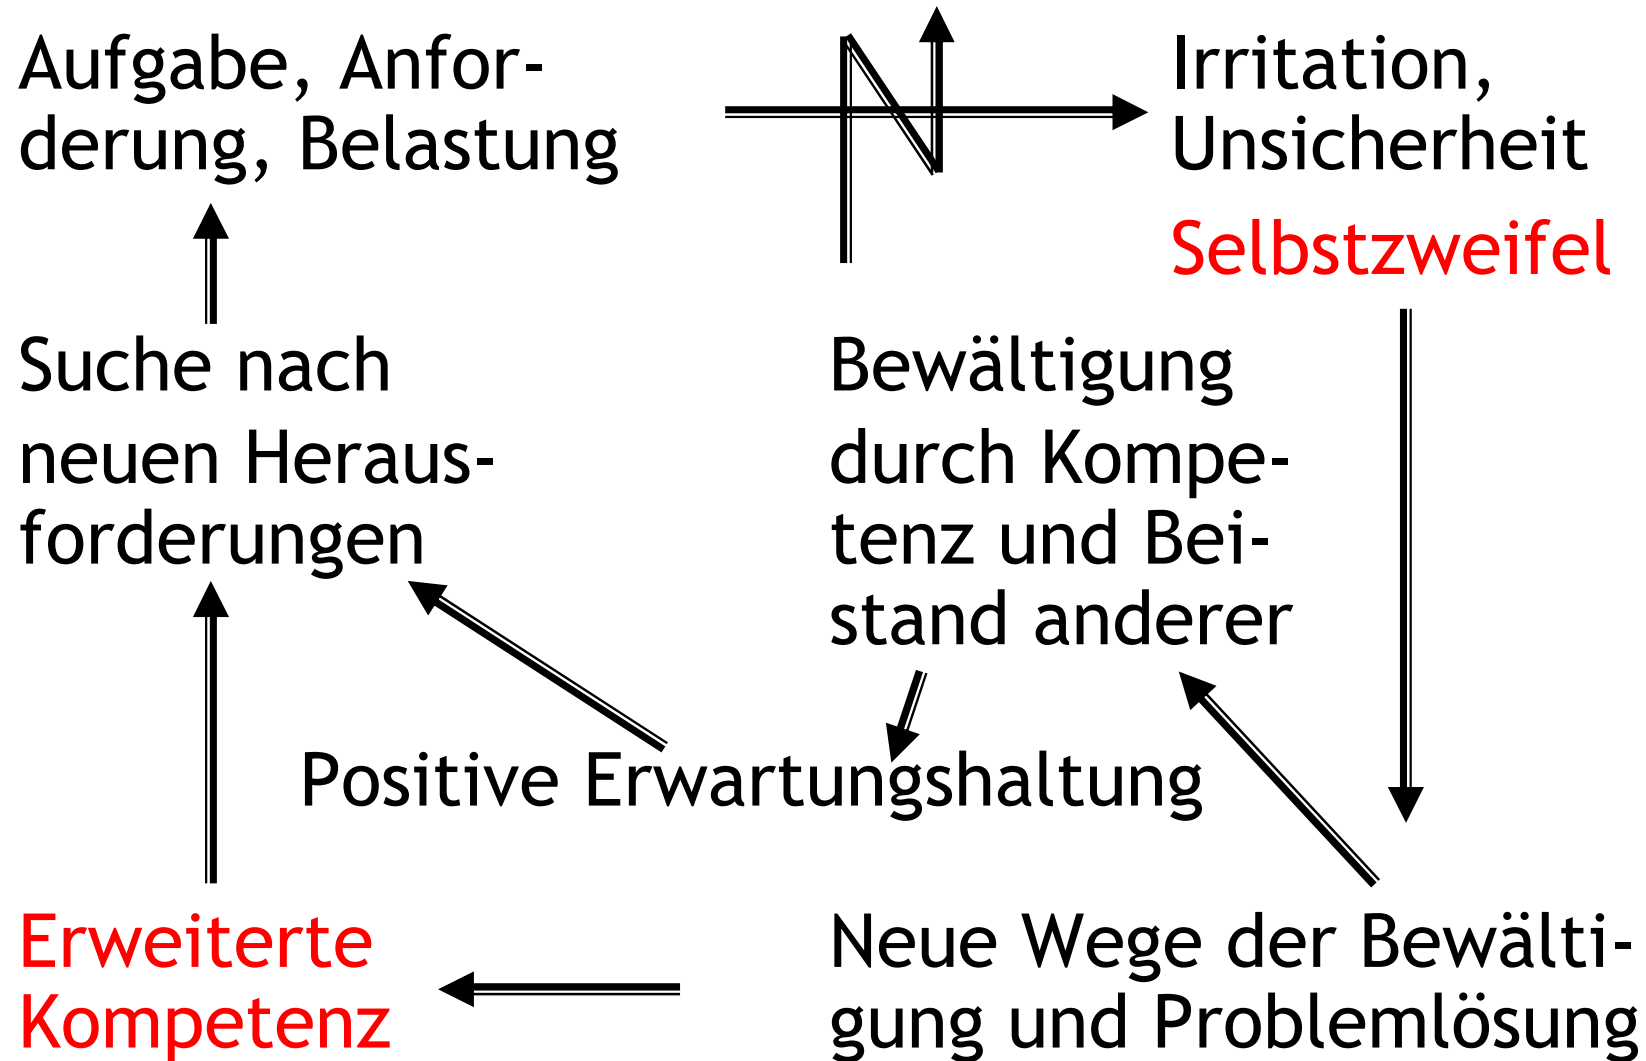 Aufgabe, Anfor-
derung, Belastung
Irritation,
Unsicherheit
Selbstzweifel
Suche nach
neuen Heraus-
forderungen
Bewältigung
durch Kompe-
tenz und Bei-
stand anderer
Positive Erwartungshaltung
Erweiterte
Kompetenz
Neue Wege der Bewälti-
gung und Problemlösung